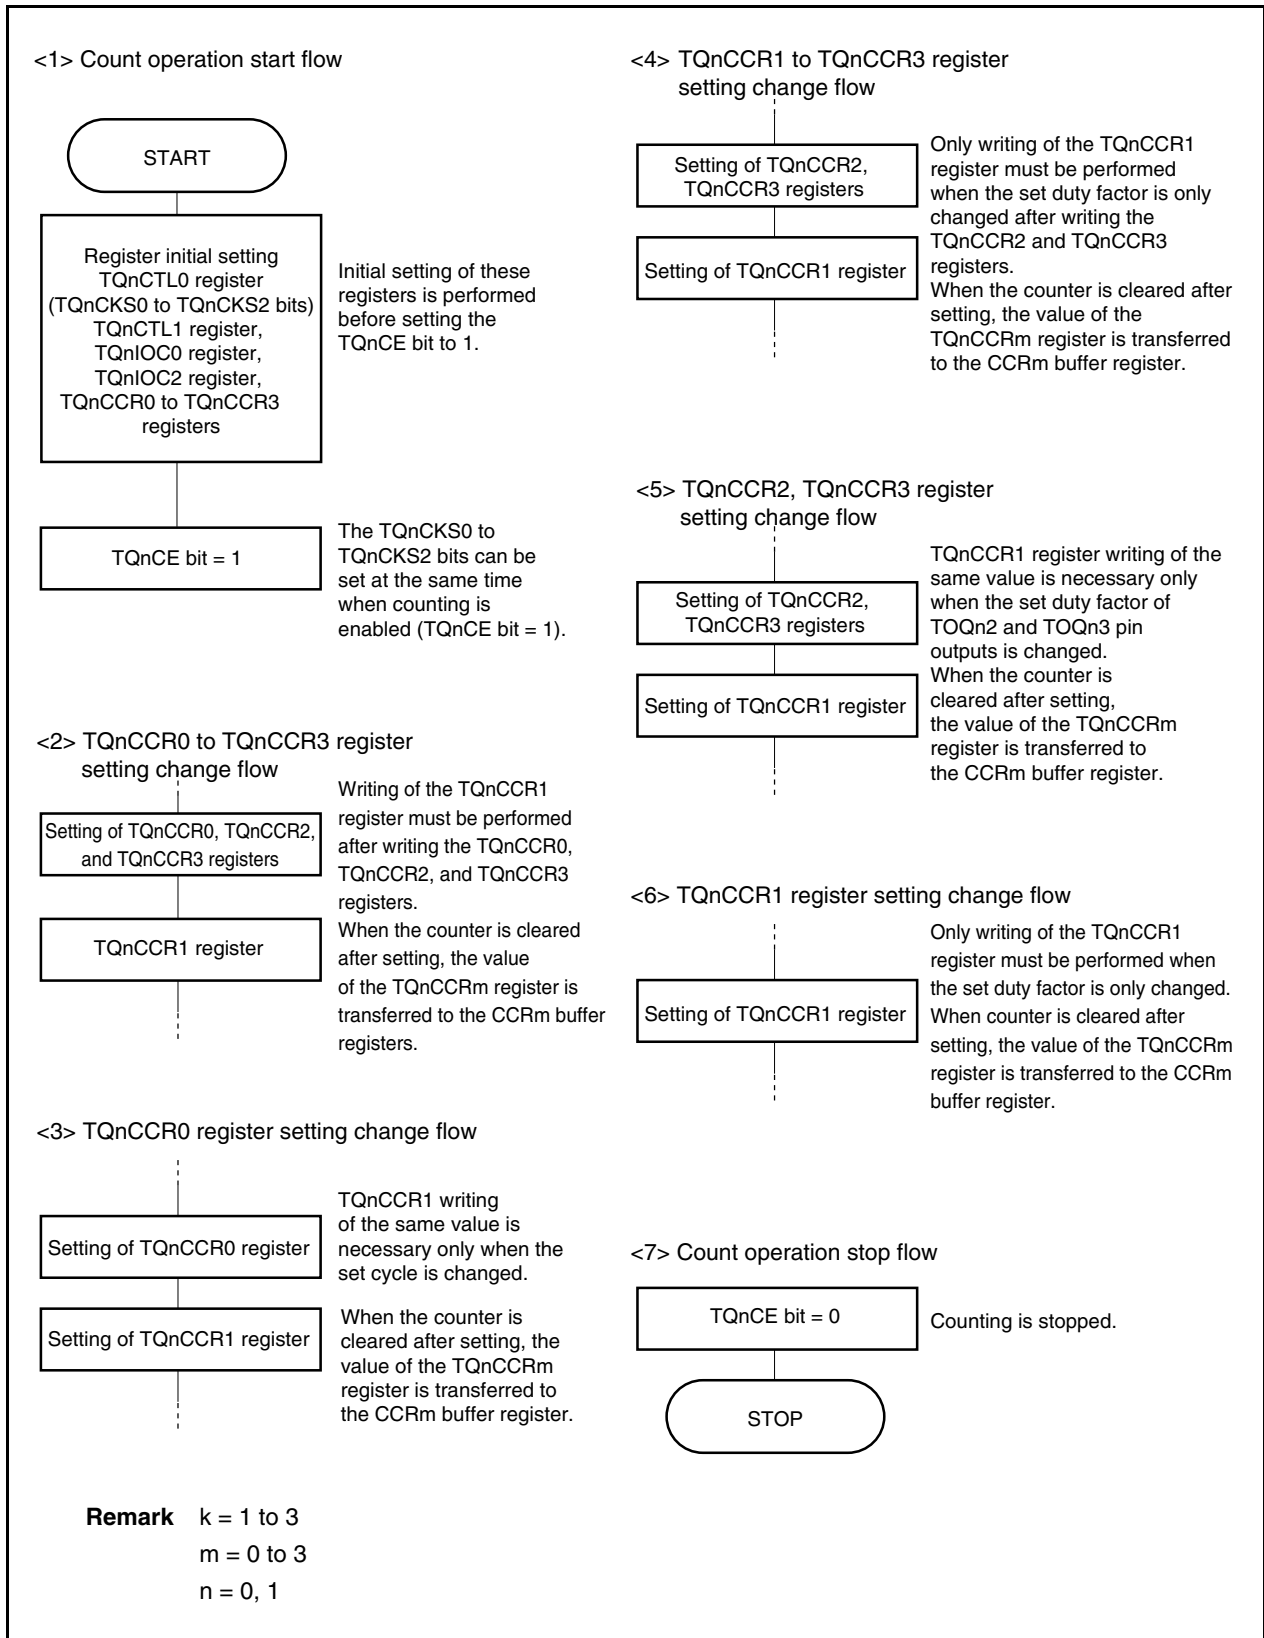 <1> Count operation start flow
START
Register initial setting
TQnCTL0 register
(TQnCKS0 to TQnCKS2 bits)
TQnCTL1 register,
TQnIOC0 register,
TQnIOC2 register,
TQnCCR0 to TQnCCR3
registers
Initial setting of these
registers is performed
before setting the
TQnCE bit to 1.
TQnCE bit = 1
The TQnCKS0 to
TQnCKS2 bits can be
set at the same time
when counting is
enabled (TQnCE bit = 1).
<2> TQnCCR0 to TQnCCR3 register
setting change flow
Setting of TQnCCR0, TQnCCR2,
and TQnCCR3 registers
TQnCCR1 register
Writing of the TQnCCR1
register must be performed
after writing the TQnCCR0,
TQnCCR2, and TQnCCR3
registers.
When the counter is cleared
after setting, the value
of the TQnCCRm register is
transferred to the CCRm buffer
registers.
<3> TQnCCR0 register setting change flow
Setting of TQnCCR0 register
Setting of TQnCCR1 register
TQnCCR1 writing
of the same value is
necessary only when the
set cycle is changed.
When the counter is
cleared after setting, the
value of the TQnCCRm
register is transferred to
the CCRm buffer register.
<4> TQnCCR1 to TQnCCR3 register
setting change flow
Setting of TQnCCR2,
TQnCCR3 registers
Setting of TQnCCR1 register
Only writing of the TQnCCR1
register must be performed
when the set duty factor is only
changed after writing the
TQnCCR2 and TQnCCR3
registers.
When the counter is cleared after
setting, the value of the
TQnCCRm register is transferred
to the CCRm buffer register.
<5> TQnCCR2, TQnCCR3 register
setting change flow
Setting of TQnCCR2,
TQnCCR3 registers
Setting of TQnCCR1 register
TQnCCR1 register writing of the
same value is necessary only
when the set duty factor of
TOQn2 and TOQn3 pin
outputs is changed.
When the counter is
cleared after setting,
the value of the TQnCCRm
register is transferred to
the CCRm buffer register.
<6> TQnCCR1 register setting change flow
Setting of TQnCCR1 register
Only writing of the TQnCCR1
register must be performed when
the set duty factor is only changed.
When counter is cleared after
setting, the value of the TQnCCRm
register is transferred to the CCRm
buffer register.
<7> Count operation stop flow
TQnCE bit = 0
Counting is stopped.
STOP
Remark k = 1 to 3
m = 0 to 3
n = 0, 1